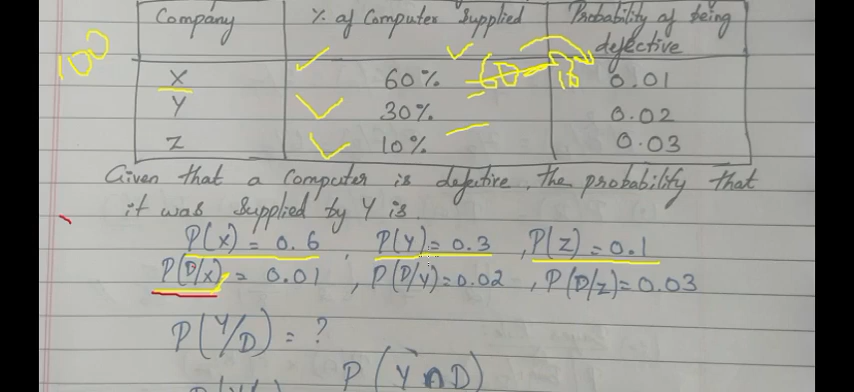 Company % of Computer Supplied Probability of being defective
100
X 60% 60 0.01
Y 30% 0.02
Z 10% 0.03
Given that a Computer is defective, the probability that
it was Supplied by Y is
P(X) = 0.6, P(Y) = 0.3, P(Z) = 0.1
P(D/X) = 0.01, P(D/Y) = 0.02, P(D/Z) = 0.03
P(Y/D) = ?
P(Y∩D)